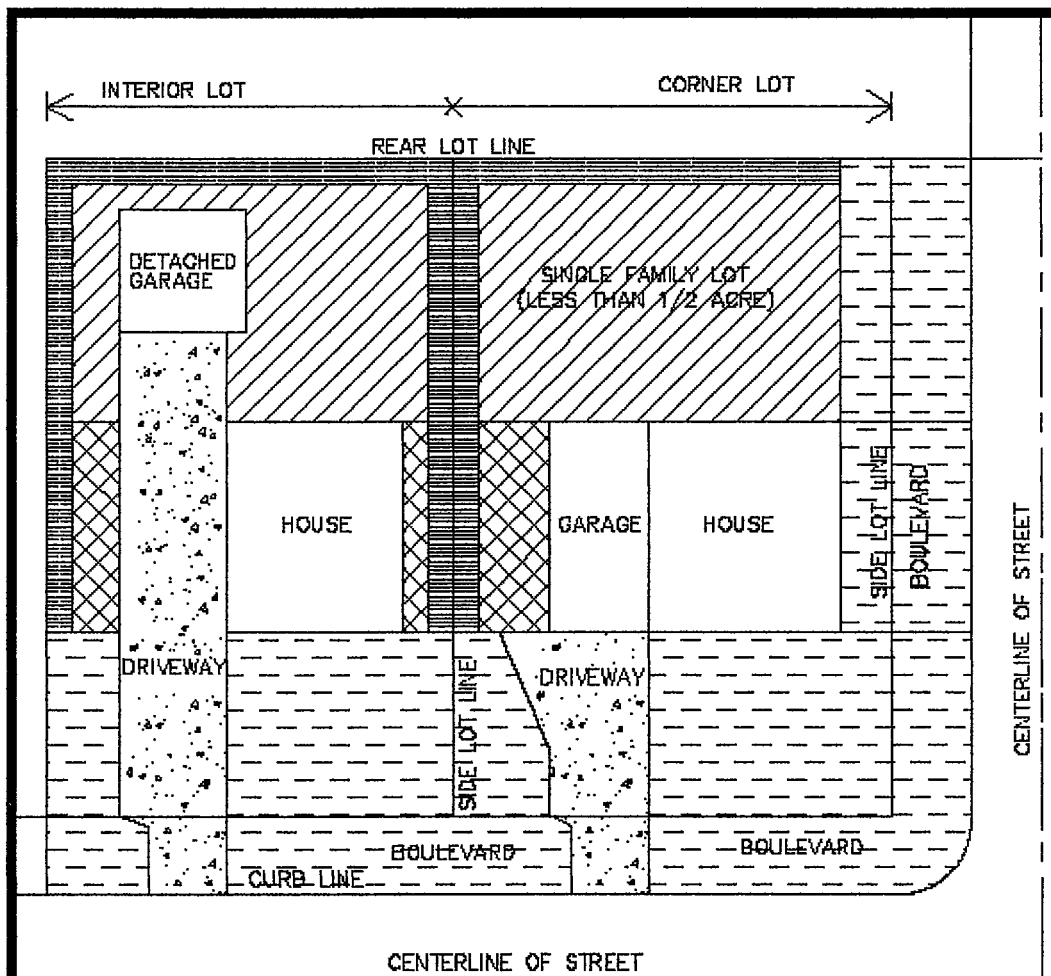 INTERIOR LOT
CORNER LOT
REAR LOT LINE
DETACHED
GARAGE
SINGLE FAMILY LOT
(LESS THAN 1/2 ACRE)
HOUSE
GARAGE
HOUSE
SIDE LOT LINE
BOULEVARD
CENTERLINE OF STREET
DRIVEWAY
SIDE LOT LINE
DRIVEWAY
BOULEVARD
BOULEVARD
CURB LINE
CENTERLINE OF STREET